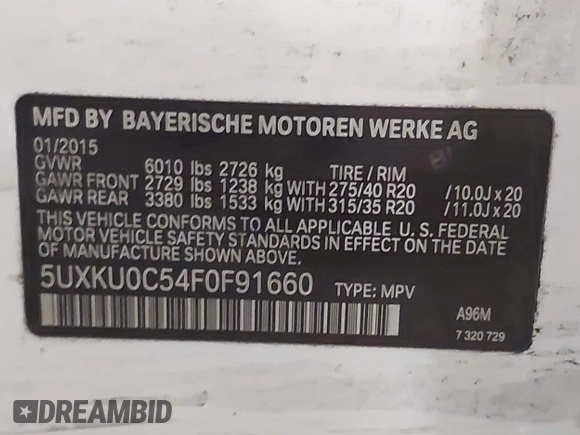 MFD BY BAYERISCHE MOTOREN WERKE AG
01/2015
GVWR 6010 lbs 2726 kg TIRE / RIM
GAWR FRONT 2729 lbs 1238 kg WITH 275/40 R20 /10.0J x 20
GAWR REAR 3380 lbs 1533 kg WITH 315/35 R20 /11.0J x 20
THIS VEHICLE CONFORMS TO ALL APPLICABLE U. S. FEDERAL
MOTOR VEHICLE SAFETY STANDARDS IN EFFECT ON THE DATE
OF MANUFACTURE SHOWN ABOVE.
5UXKU0C54F0F91660 TYPE: MPV
A96M
7 320 729
DREAMBID